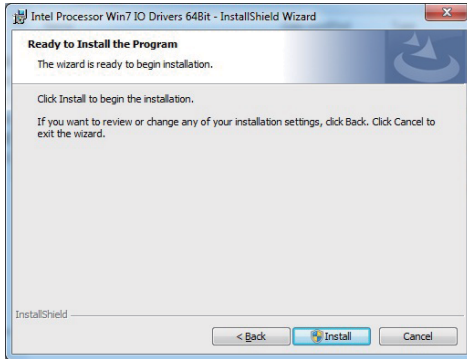 Intel Processor Win7 IO Drivers 64Bit - InstallShield Wizard
Ready to Install the Program
The wizard is ready to begin installation.
Click Install to begin the installation.
If you want to review or change any of your installation settings, click Back. Click Cancel to
exit the wizard.
InstallShield
< Back
Install
Cancel